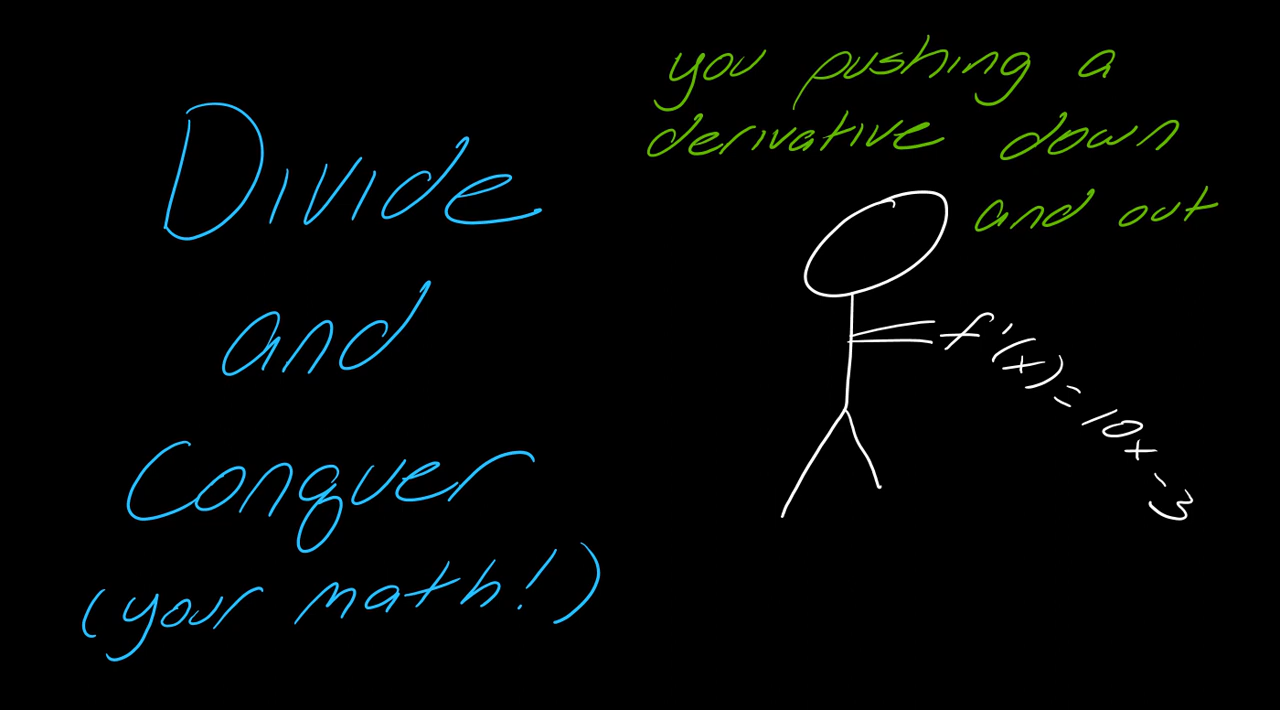 Divide
and
Conquer
(your math!)
you pushing a
derivative down
and out
f'(x) = 10x - 3